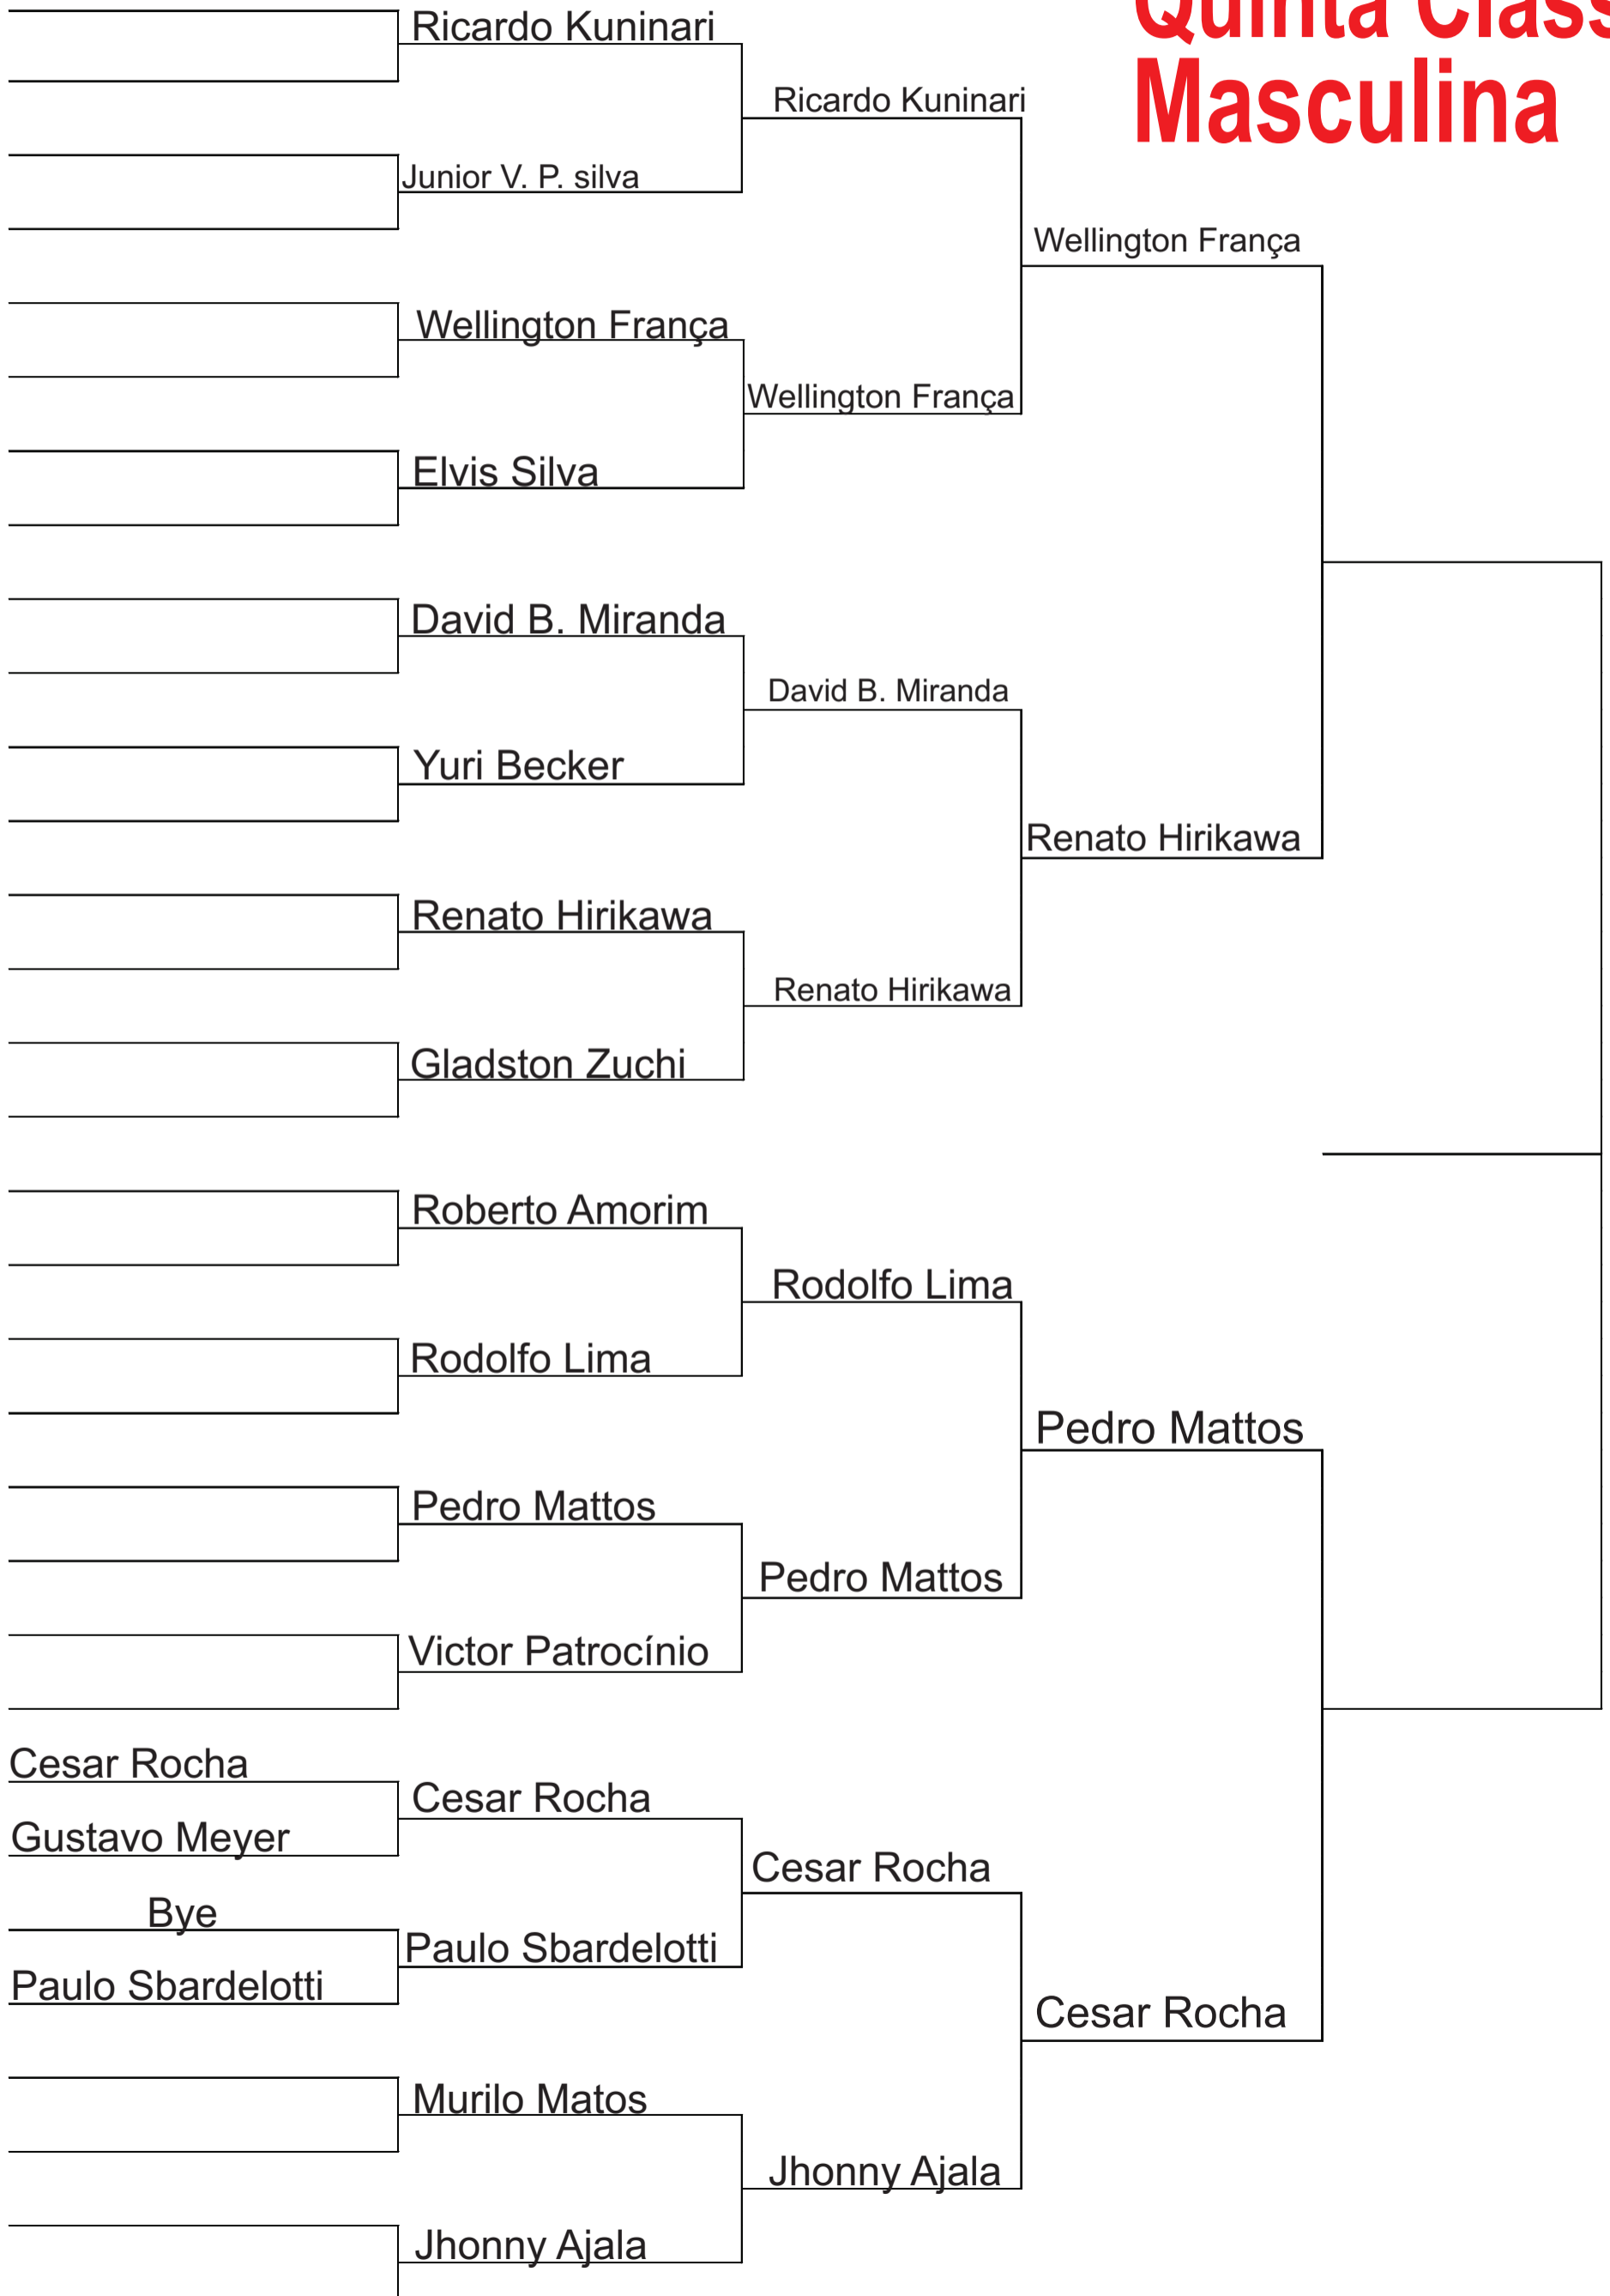 Quinta Class
Masculina
Ricardo Kuninari
Junior V. P. silva
Wellington França
Elvis Silva
David B. Miranda
Yuri Becker
Renato Hirikawa
Gladston Zuchi
Roberto Amorim
Rodolfo Lima
Pedro Mattos
Victor Patrocínio
Cesar Rocha
Gustavo Meyer
Bye
Paulo Sbardelotti
Cesar Rocha
Paulo Sbardelotti
Murilo Matos
Jhonny Ajala
Ricardo Kuninari
Wellington França
David B. Miranda
Renato Hirikawa
Rodolfo Lima
Pedro Mattos
Cesar Rocha
Jhonny Ajala
Wellington França
Renato Hirikawa
Pedro Mattos
Cesar Rocha